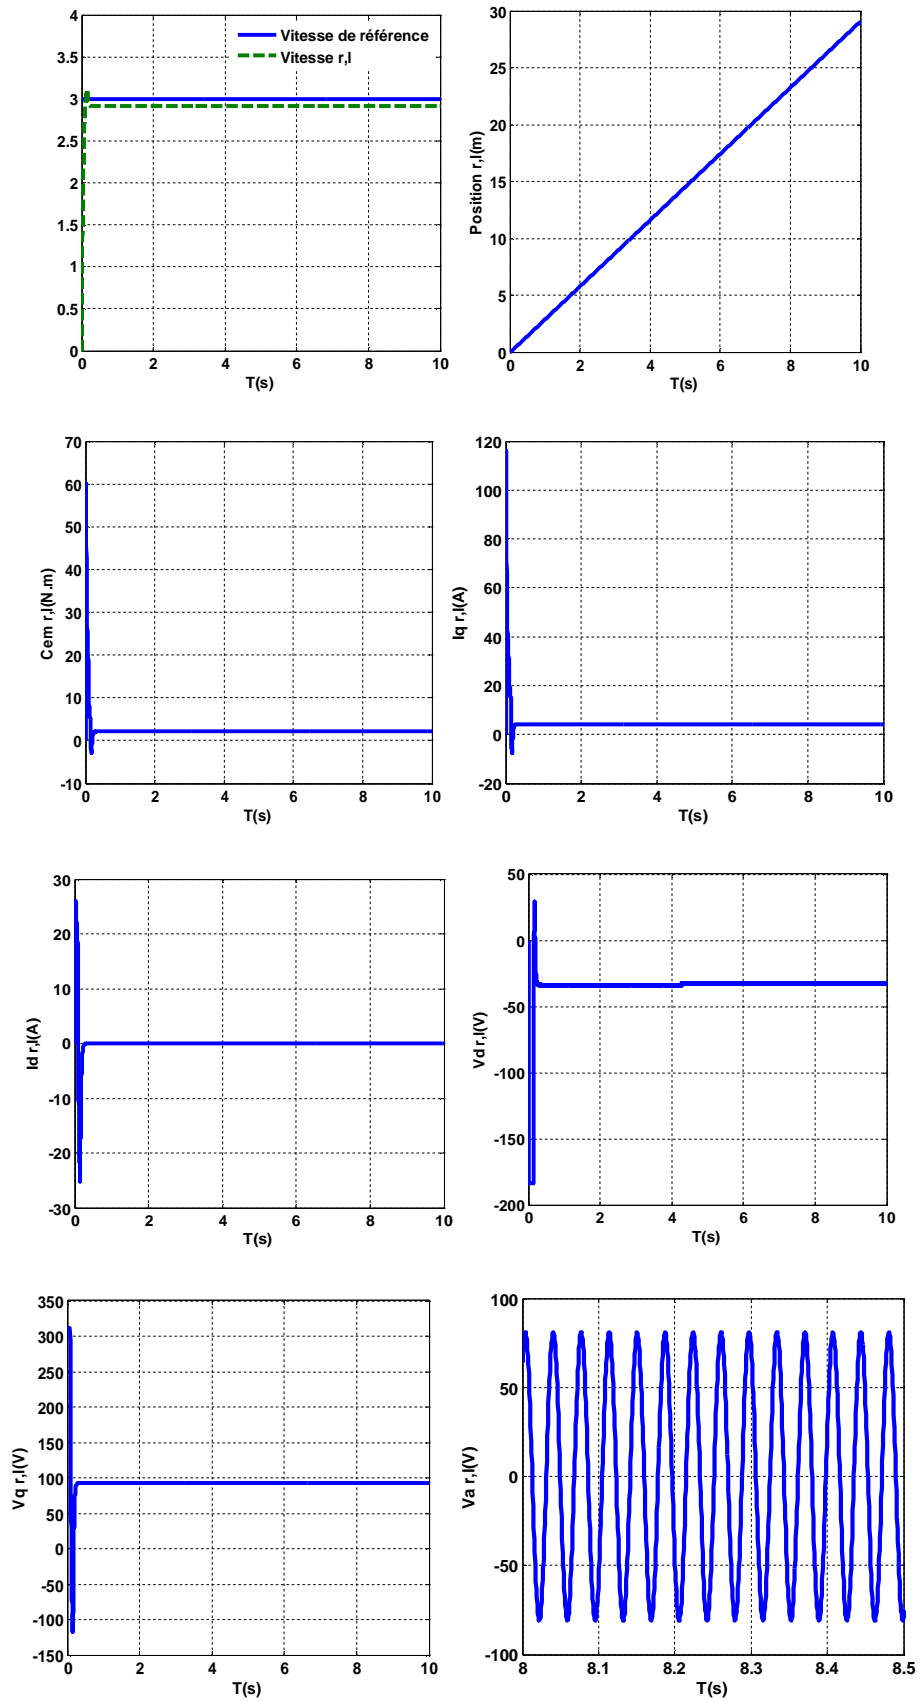 4
3.5
3
2.5
2
1.5
1
0.5
0
Vitesse de référence
Vitesse r,l
0 2 4 6 8 10
T(s)
30
25
20
15
10
5
0
Position r,l(m)
0 2 4 6 8 10
T(s)
70
60
50
40
30
20
10
0
-10
Cem r,l(N.m)
0 2 4 6 8 10
T(s)
120
100
80
60
40
20
0
-20
Iq r,l(A)
0 2 4 6 8 10
T(s)
30
20
10
0
-10
-20
-30
Id r,l(A)
0 2 4 6 8 10
T(s)
50
0
-50
-100
-150
-200
Vd r,l(V)
0 2 4 6 8 10
T(s)
350
300
250
200
150
100
50
0
-50
-100
-150
Vq r,l(V)
0 2 4 6 8 10
T(s)
100
50
0
-50
-100
Va r,l(V)
8 8.1 8.2 8.3 8.4 8.5
T(s)